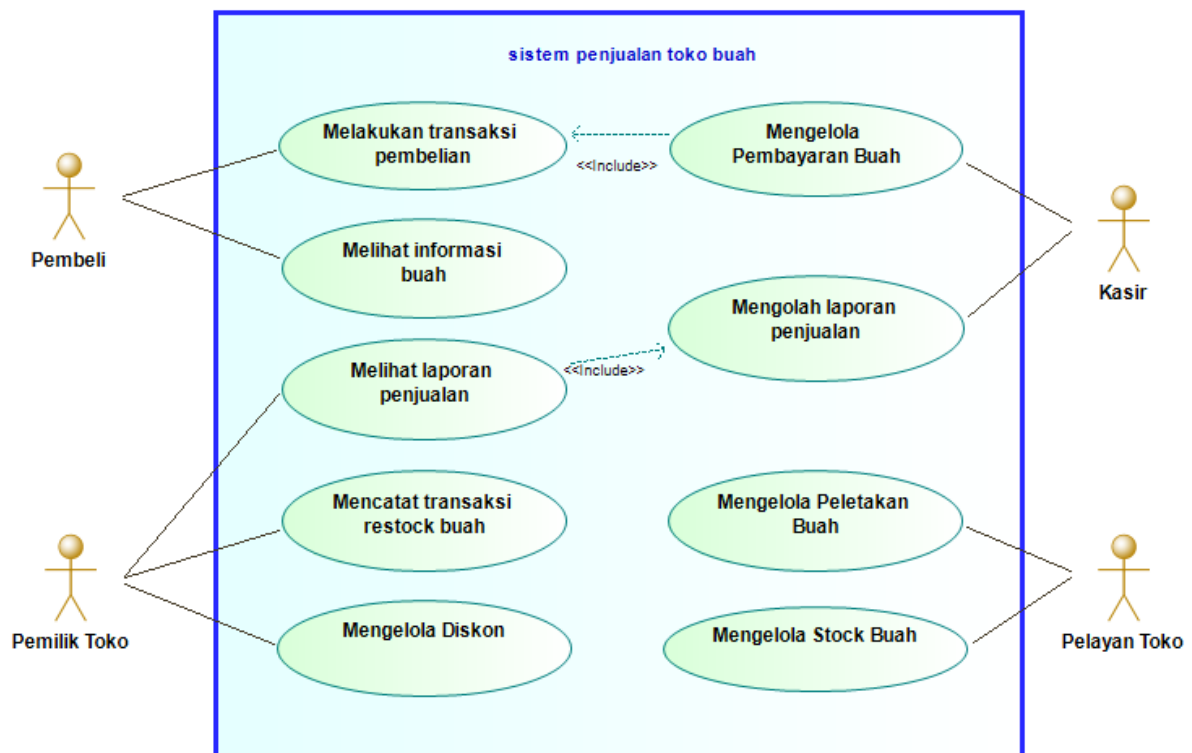 sistem penjualan toko buah
Melakukan transaksi
pembelian
Mengelola
Pembayaran Buah
<<Include>>
Pembeli
Melihat informasi
buah
Kasir
Mengolah laporan
penjualan
Melihat laporan
penjualan
<<Include>>
Mencatat transaksi
restock buah
Mengelola Peletakan
Buah
Pemilik Toko
Mengelola Diskon
Mengelola Stock Buah
Pelayan Toko